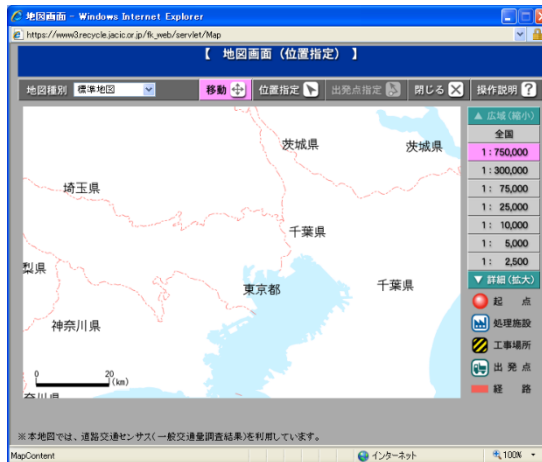 地図画面 - Windows Internet Explorer
https://www3.recycle.jacic.or.jp/fk_web/servlet/Map
【 地図画面（位置指定） 】
地図種別 標準地図 移動 位置指定 出発点指定 閉じる 操作説明 ?
▲ 広域(縮小)
全国
1：750,000
1：300,000
1： 75,000
1： 25,000
1： 10,000
1： 5,000
1： 2,500
▼ 詳細(拡大)
起 点
処理施設
工事場所
出 発 点
経 路
茨城県
茨城県
埼玉県
千葉県
梨県
東京都
千葉県
神奈川県
0 20
(km)
奈川県
※本地図では、道路交通センサス(一般交通量調査結果)を利用しています。
MapContent インターネット 100%